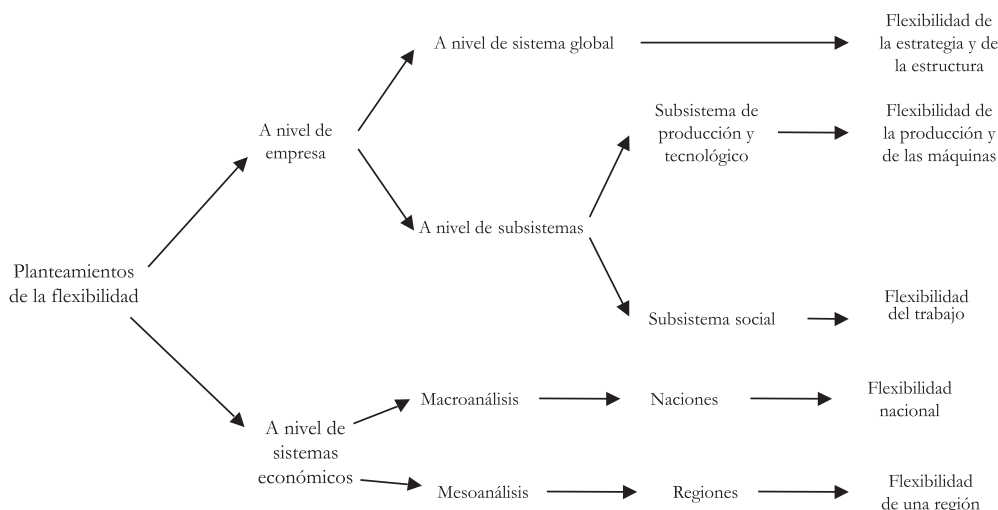 A nivel de sistema global
Flexibilidad de
la estrategia y de
la estructura
A nivel de
empresa
Subsistema de
producción y
tecnológico
Flexibilidad de
la producción y
de las máquinas
A nivel de subsistemas
Planteamientos
de la flexibilidad
Subsistema social
Flexibilidad
del trabajo
A nivel de
sistemas
económicos
Macroanálisis
Naciones
Flexibilidad
nacional
Mesoanálisis
Regiones
Flexibilidad
de una región